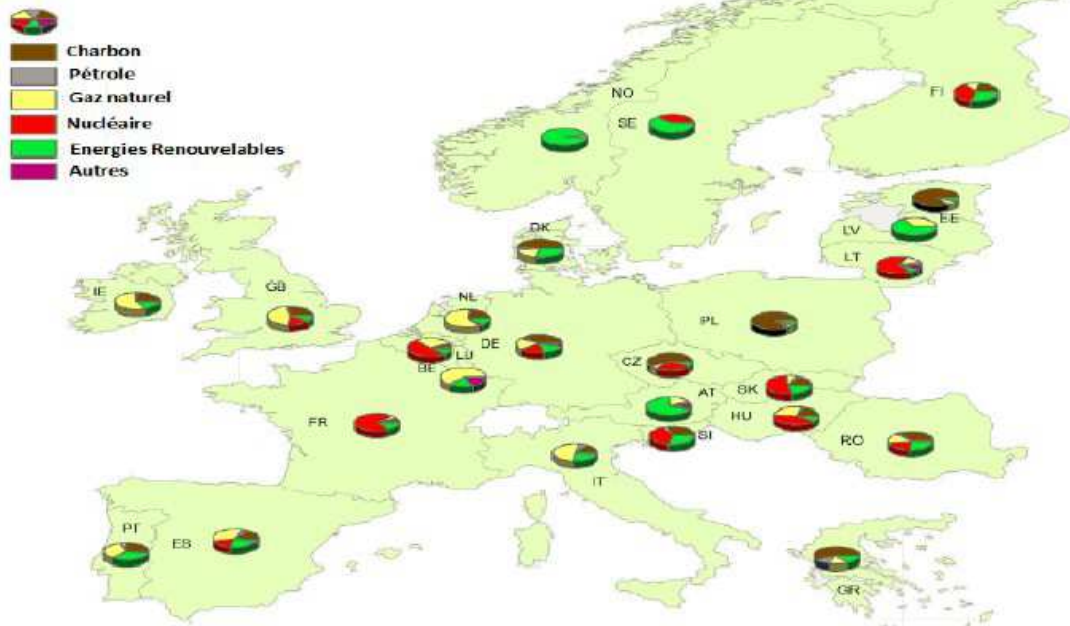 Charbon
Pétrole
Gaz naturel
Nucléaire
Energies Renouvelables
Autres
NO
FI
SE
EE
LV
LT
DK
IE
GB
NL
PL
DE
BE
LU
CZ
SK
AT
HU
FR
SI
RO
IT
PT
ES
GR